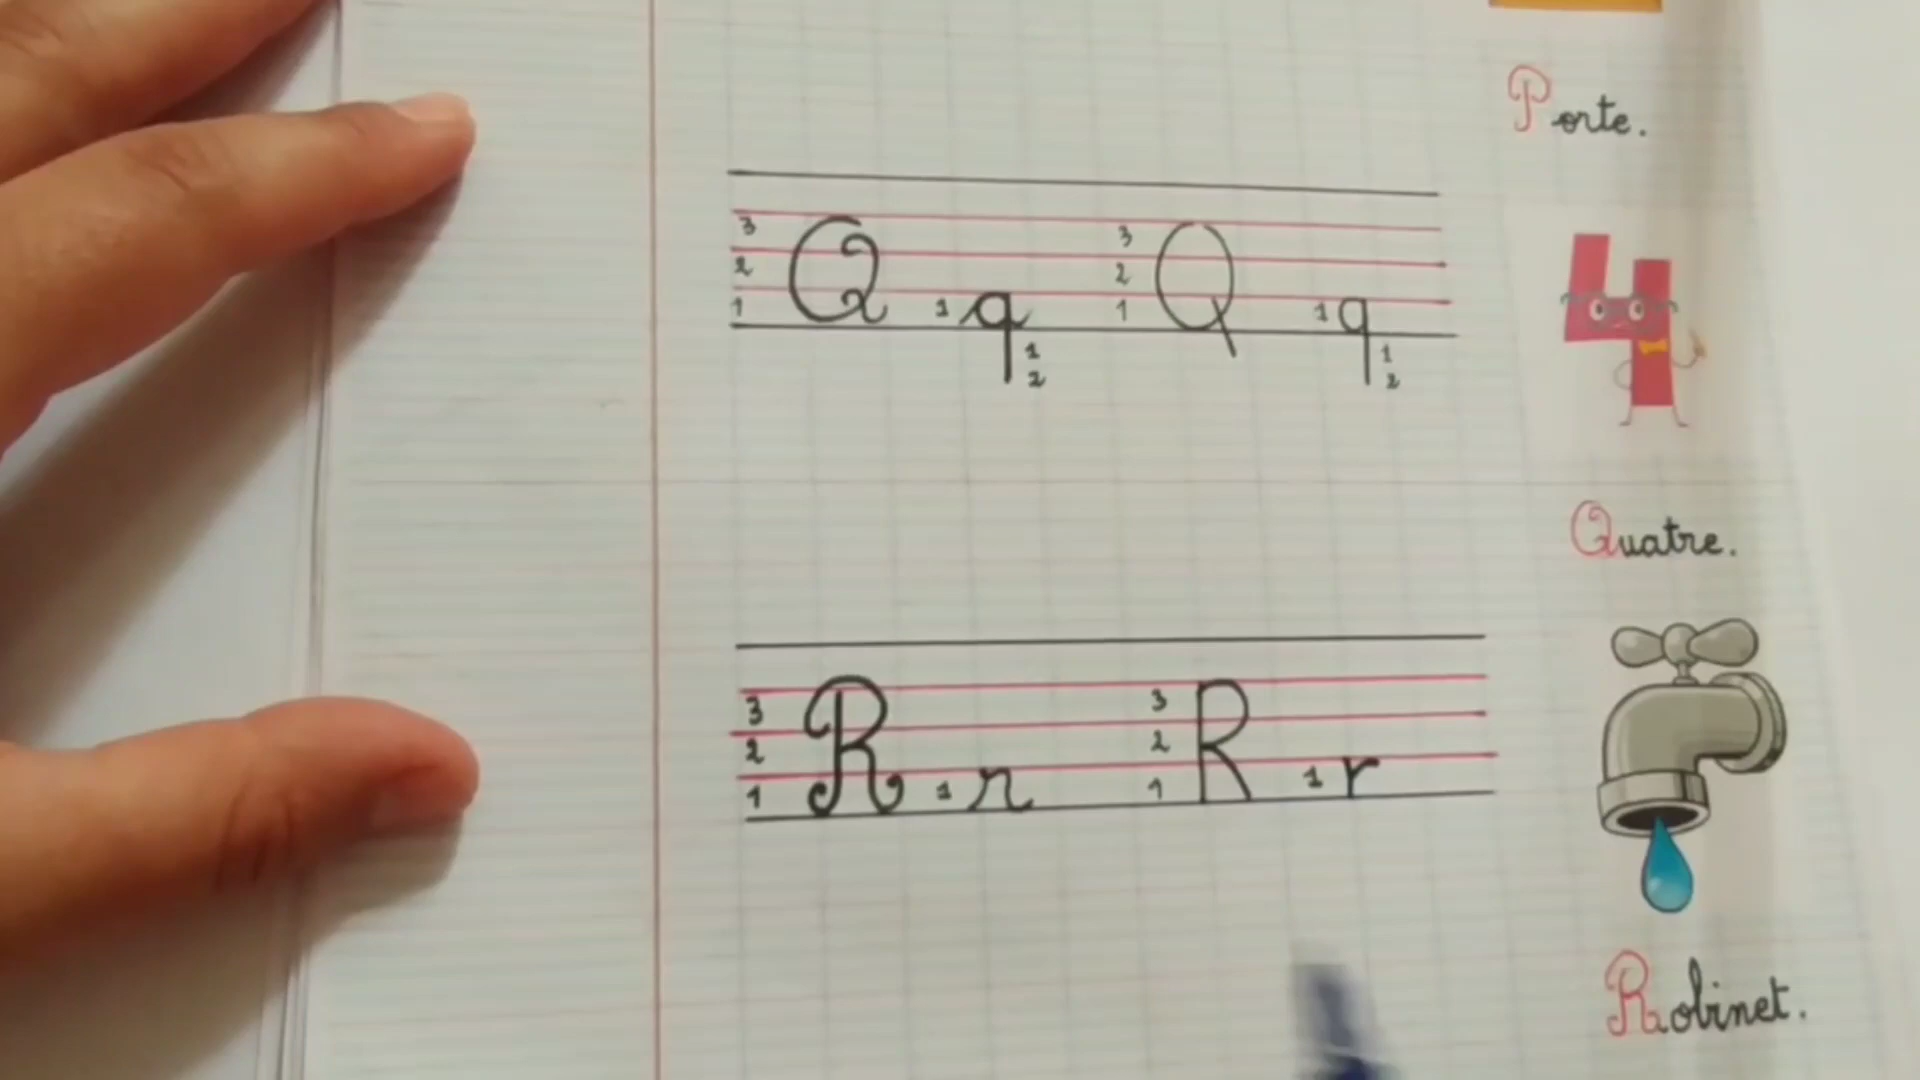 Porte.
3 Q 3 Q
2 2
1 1 q 1 1 q
1 1
2 2
Quatre.
3 R 3 R
2 2
1 1 r 1 1 r
Robinet.